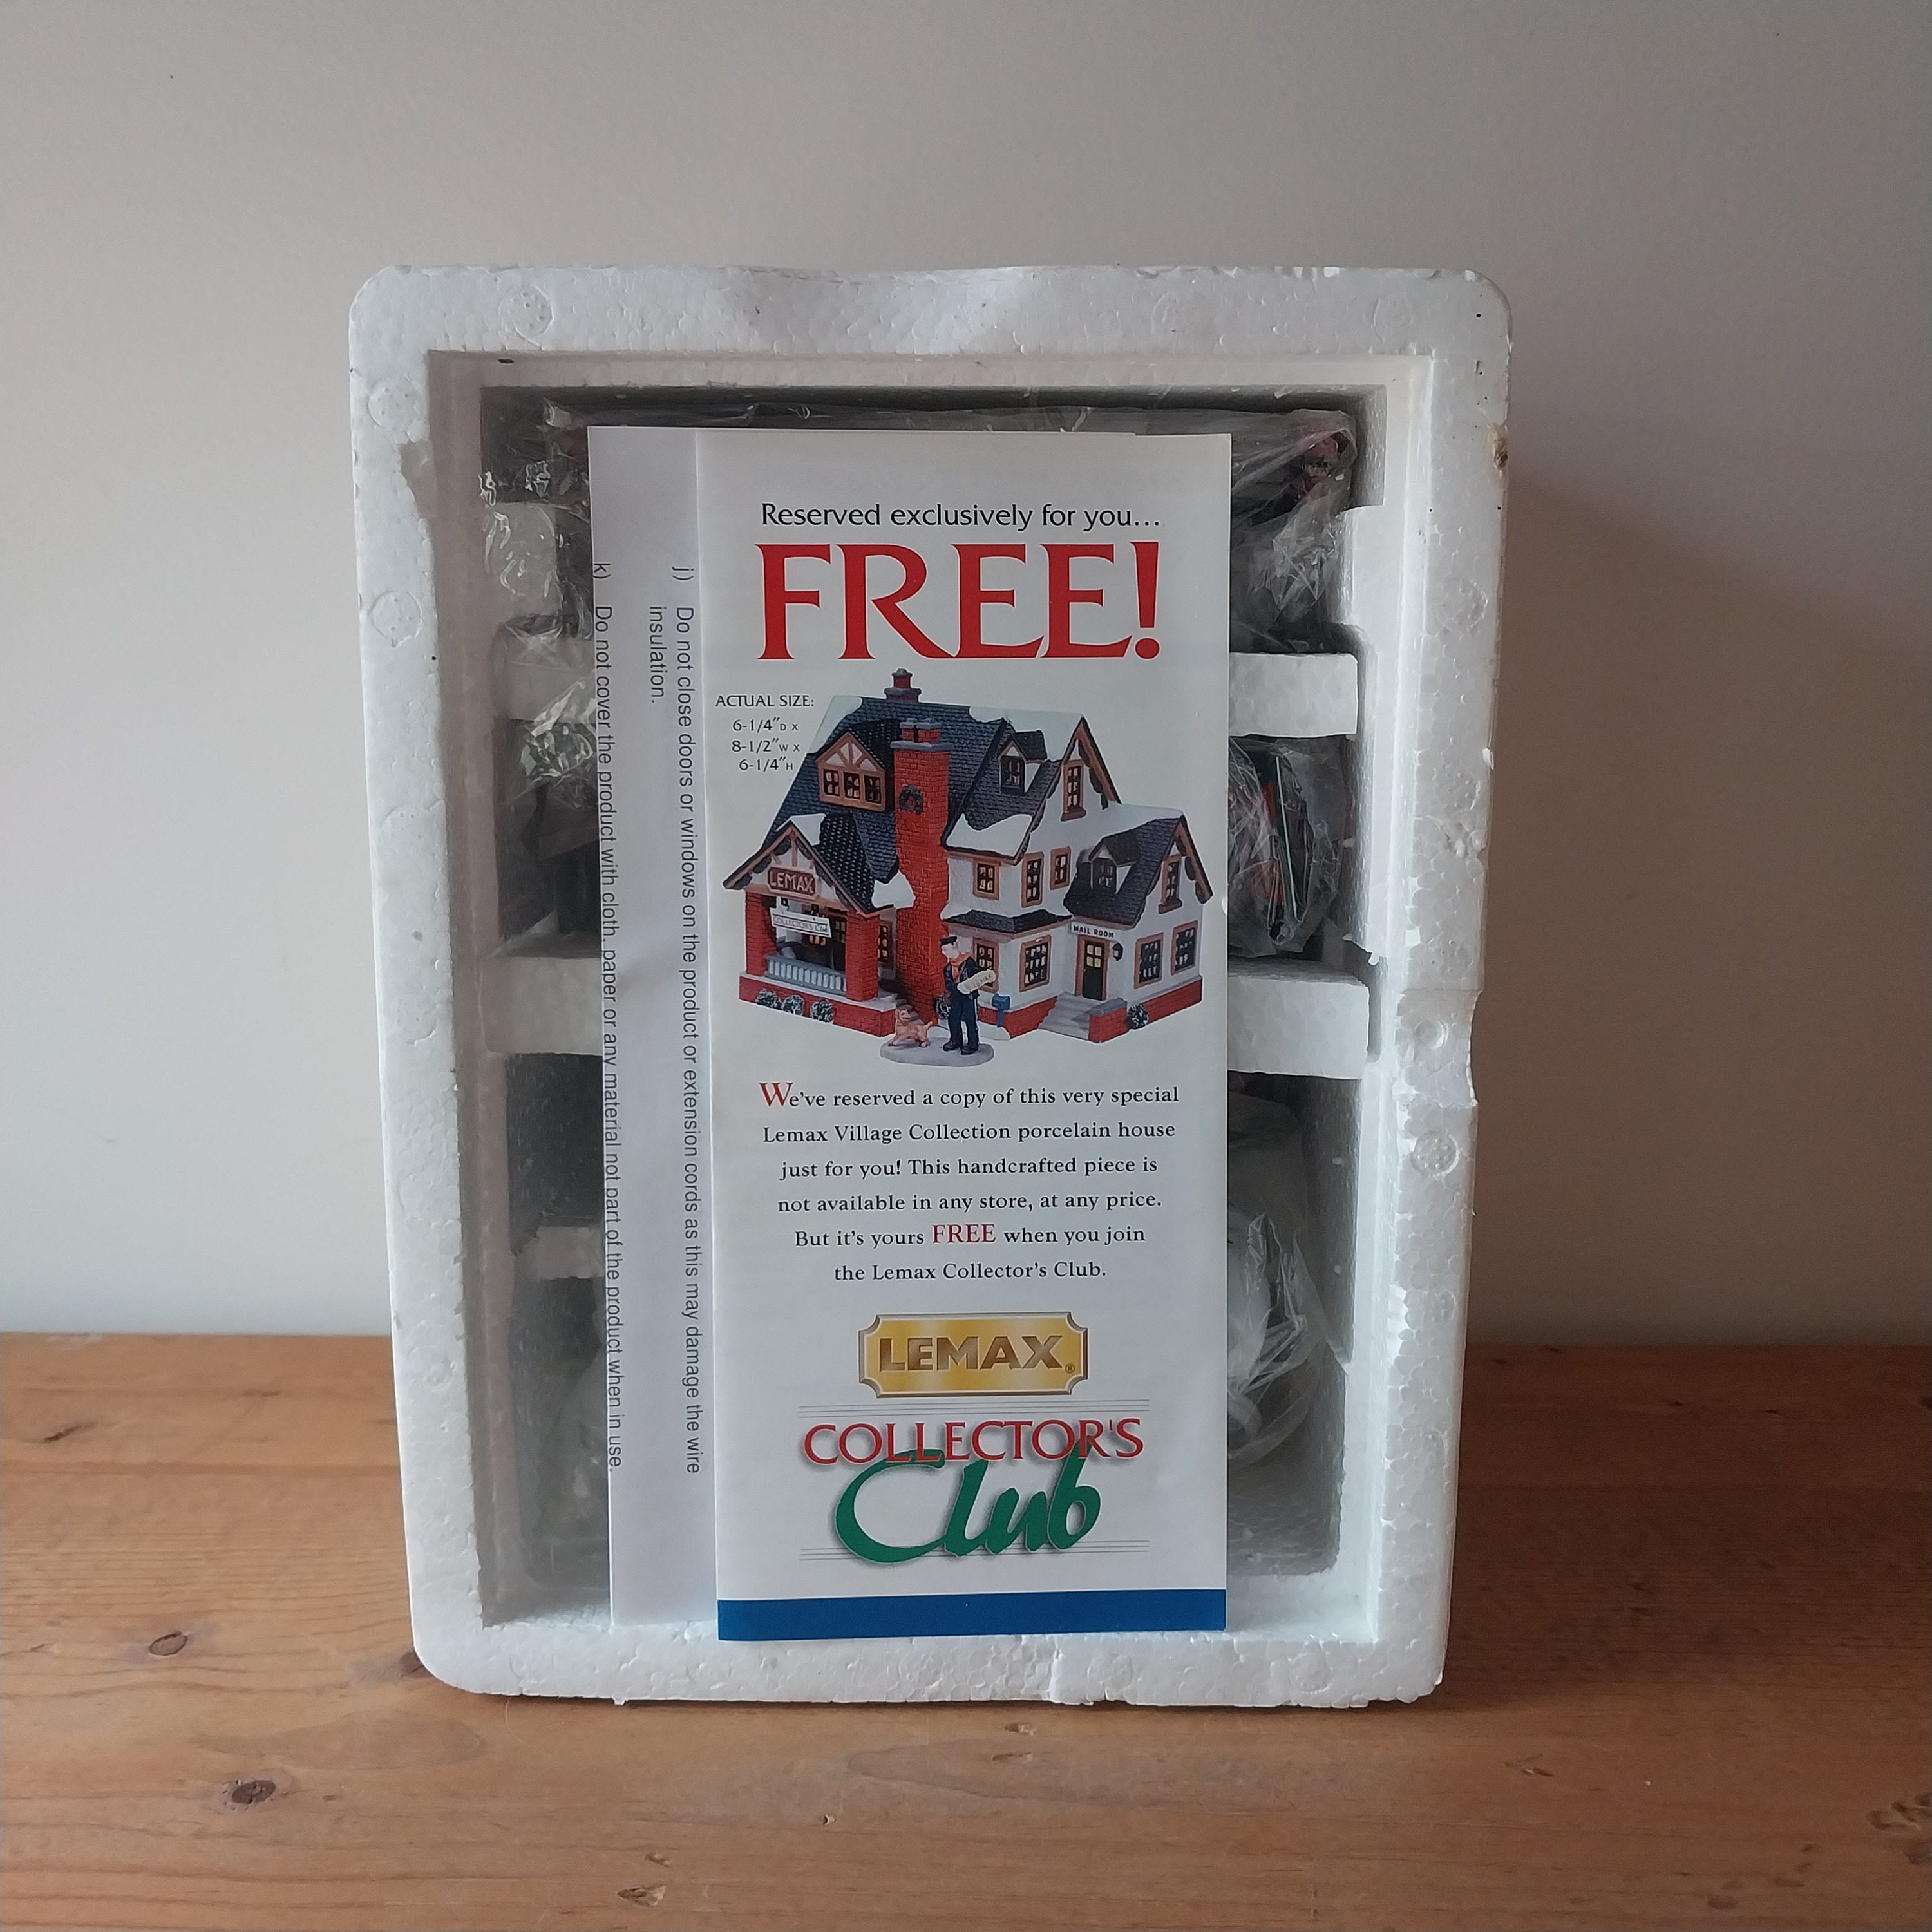 Reserved exclusively for you...
FREE!
ACTUAL SIZE:
6-1/4"D x
8-1/2"W x
6-1/4"H
LEMAX
COLLECTORS Club
MAIL ROOM
LEMAX
We've reserved a copy of this very special
Lemax Village Collection porcelain house
just for you! This handcrafted piece is
not available in any store, at any price.
But it's yours FREE when you join
the Lemax Collector's Club.
LEMAX®
COLLECTOR'S
Club
j) Do not close doors or windows on the product or extension cords as this may damage the wire
insulation.
k) Do not cover the product with cloth, paper or any material not part of the product when in use.